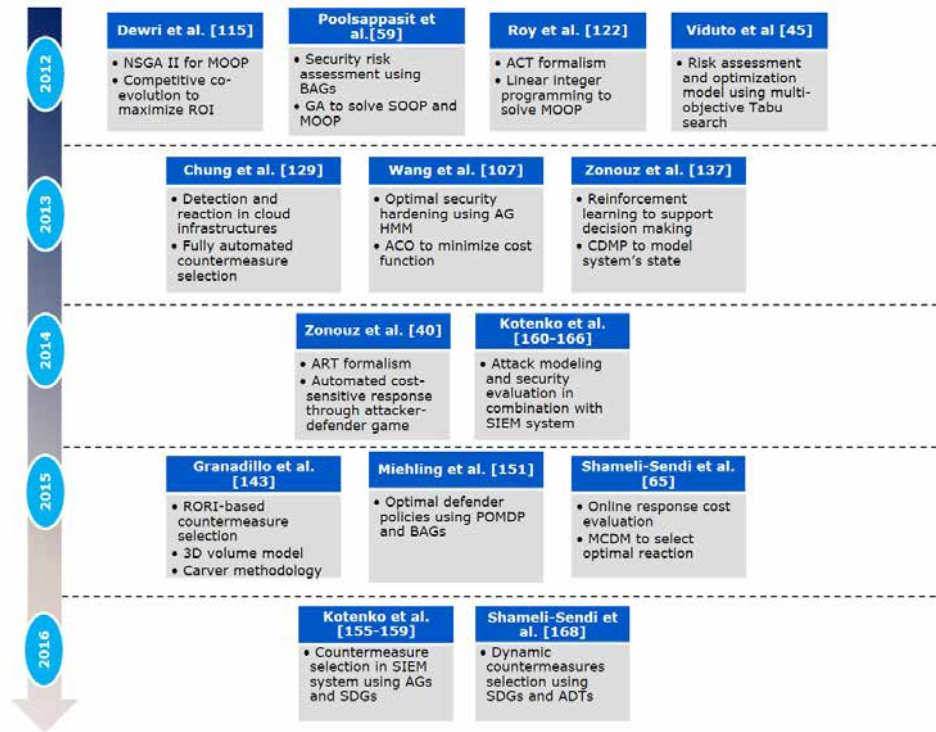 2012
Dewri et al. [115]
• NSGA II for MOOP
• Competitive co-
evolution to
maximize ROI
Poolsappasit et
al.[59]
• Security risk
assessment using
BAGs
• GA to solve SOOP and
MOOP
Roy et al [122]
• ACT formalism
• Linear integer
programming to
solve MOOP
Viduto et al [45]
• Risk assessment
and optimization
model using multi-
objective Tabu
search
2013
Chung et al. [129]
• Detection and
reaction in cloud
infrastructures
• Fully automated
countermeasure
selection
Wang et al. [107]
• Optimal security
hardening using AG
HMM
• ACO to minimize cost
function
Zonouz et al. [137]
• Reinforcement
learning to support
decision making
• CDMP to model
system's state
2014
Zonouz et al. [40]
• ART formalism
• Automated cost-
sensitive response
through attacker-
defender game
Kotenko et al.
[160-166]
• Attack modeling
and security
evaluation in
combination with
SIEM system
2015
Granadillo et al.
[143]
• RORI-based
countermeasure
selection
• 3D volume model
• Carver methodology
Miehling et al. [151]
• Optimal defender
policies using POMDP
and BAGs
Shameli-Sendi et al.
[65]
• Online response cost
evaluation
• MCDM to select
optimal reaction
2016
Kotenko et al.
[155-159]
• Countermeasure
selection in SIEM
system using AGs
and SDGs
Shameli-Sendi et
al. [168]
• Dynamic
countermeasures
selection using
SDGs and ADTs